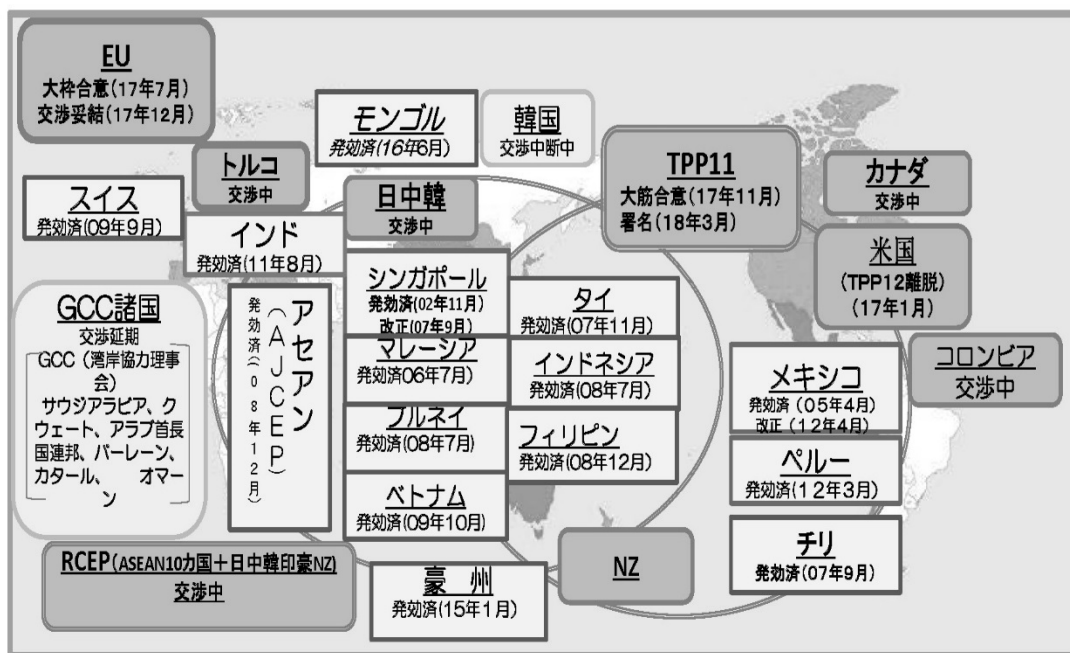 EU
大枠合意(17年7月)
交渉妥結(17年12月)
モンゴル
発効済(16年6月)
韓国
交渉中断中
トルコ
交渉中
スイス
発効済(09年9月)
インド
発効済(11年8月)
日中韓
交渉中
TPP11
大筋合意(17年11月)
署名(18年3月)
カナダ
交渉中
米国
(TPP12離脱)
(17年1月)
コロンビア
交渉中
GCC諸国
交渉延期
GCC(湾岸協力理事
会)
サウジアラビア、ク
ウェート、アラブ首長
国連邦、バーレーン、
カタール、 オマー
ン
アセアン
(AJCEP)
発効済(08年12月)
シンガポール
発効済(02年11月)
改正(07年9月)
タイ
発効済(07年11月)
マレーシア
発効済06年7月)
インドネシア
発効済(08年7月)
ブルネイ
発効済(08年7月)
フィリピン
発効済(08年12月)
ベトナム
発効済(09年10月)
メキシコ
発効済(05年4月)
改正(12年4月)
ペルー
発効済(12年3月)
チリ
発効済(07年9月)
RCEP(ASEAN10カ国+日中韓印豪NZ)
交渉中
豪 州
発効済(15年1月)
NZ